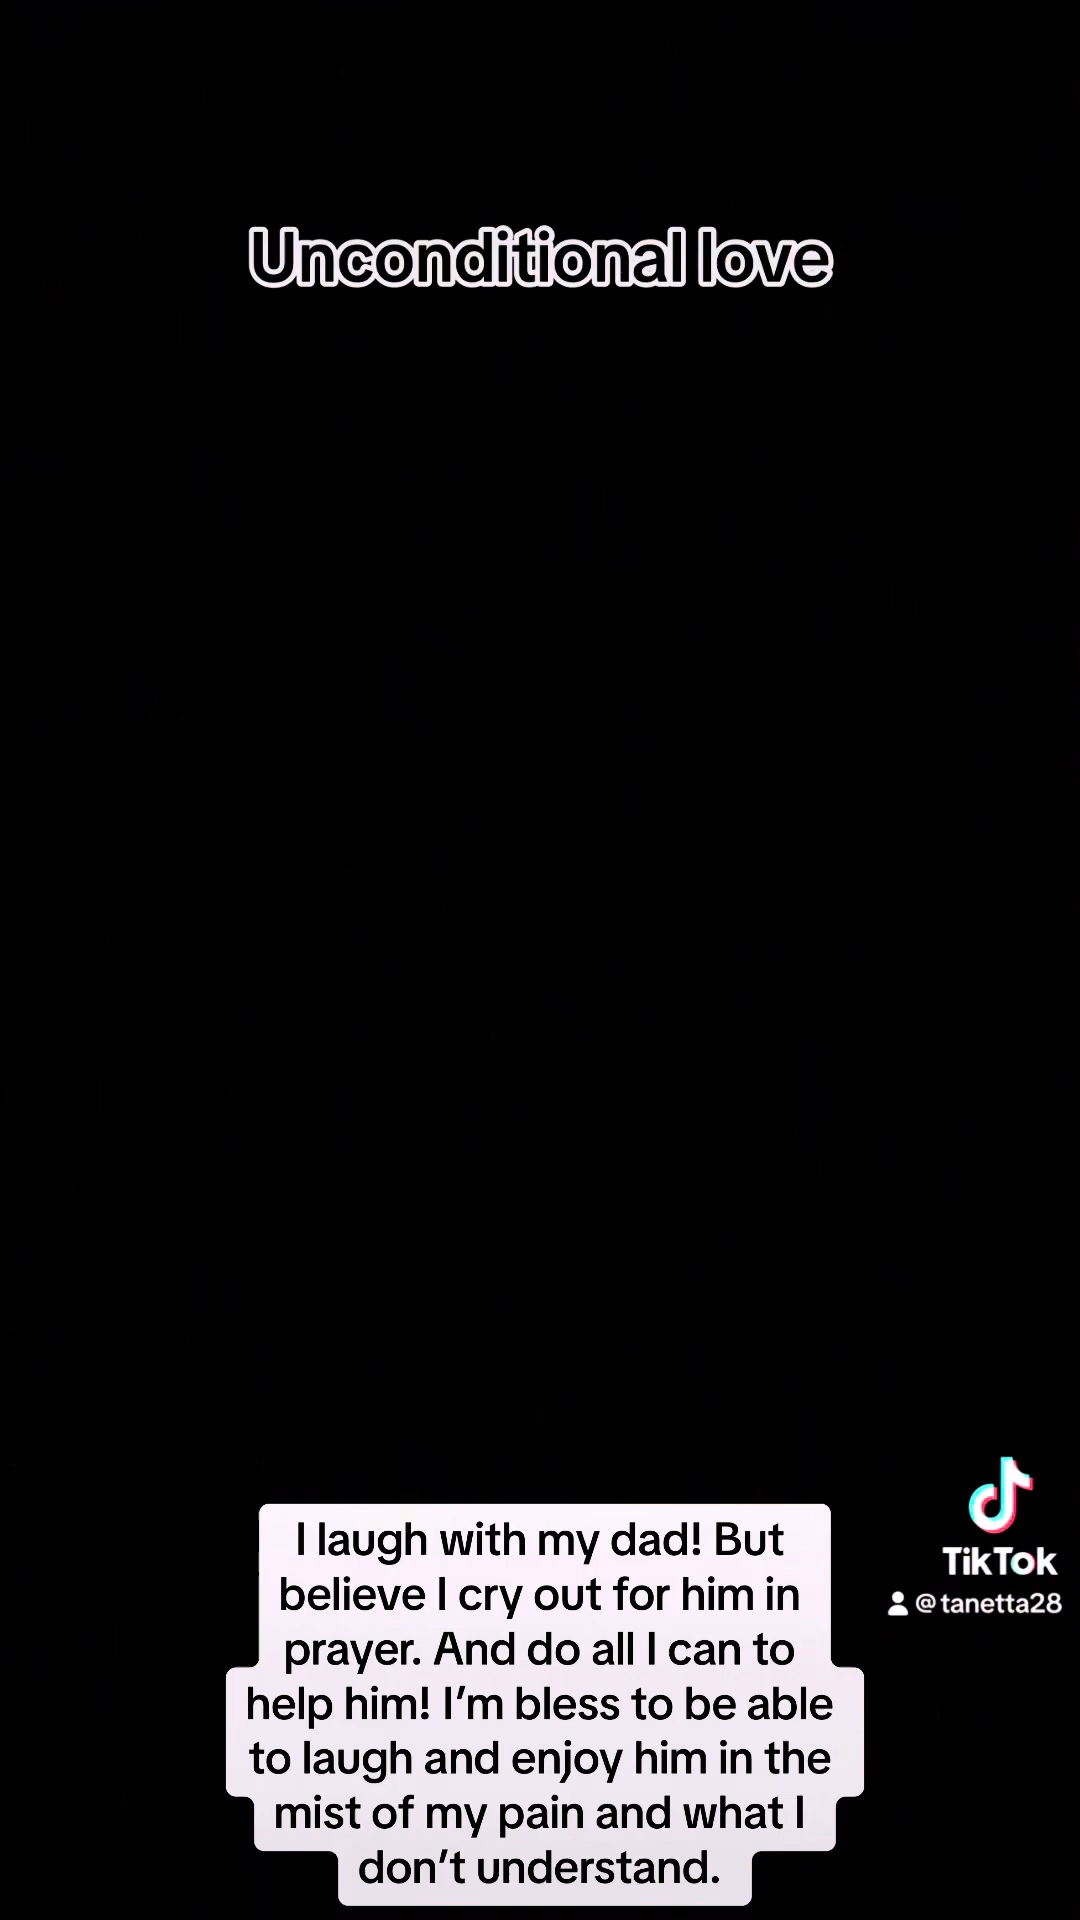 Unconditional love
I laugh with my dad! But
believe I cry out for him in
prayer. And do all I can to
help him! I’m bless to be able
to laugh and enjoy him in the
mist of my pain and what I
don’t understand.
TikTok
@tanetta28